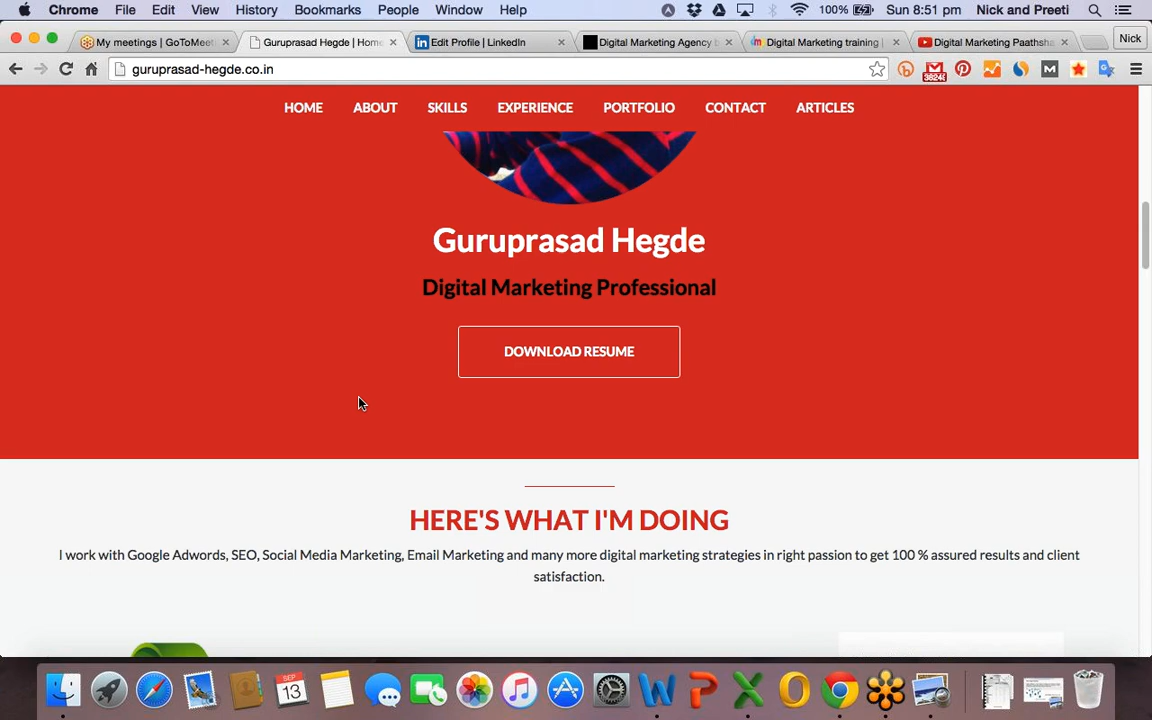 Chrome File Edit View History Bookmarks People Window Help 100% Sun 8:51 pm Nick and Preeti
My meetings | GoToMeet Guruprasad Hegde | Home Edit Profile | LinkedIn Digital Marketing Agency Digital Marketing training | Digital Marketing Paathsha Nick
guruprasad-hegde.co.in
HOME ABOUT SKILLS EXPERIENCE PORTFOLIO CONTACT ARTICLES
Guruprasad Hegde
Digital Marketing Professional
DOWNLOAD RESUME
HERE'S WHAT I'M DOING
I work with Google Adwords, SEO, Social Media Marketing, Email Marketing and many more digital marketing strategies in right passion to get 100 % assured results and client
satisfaction.
SEP
13